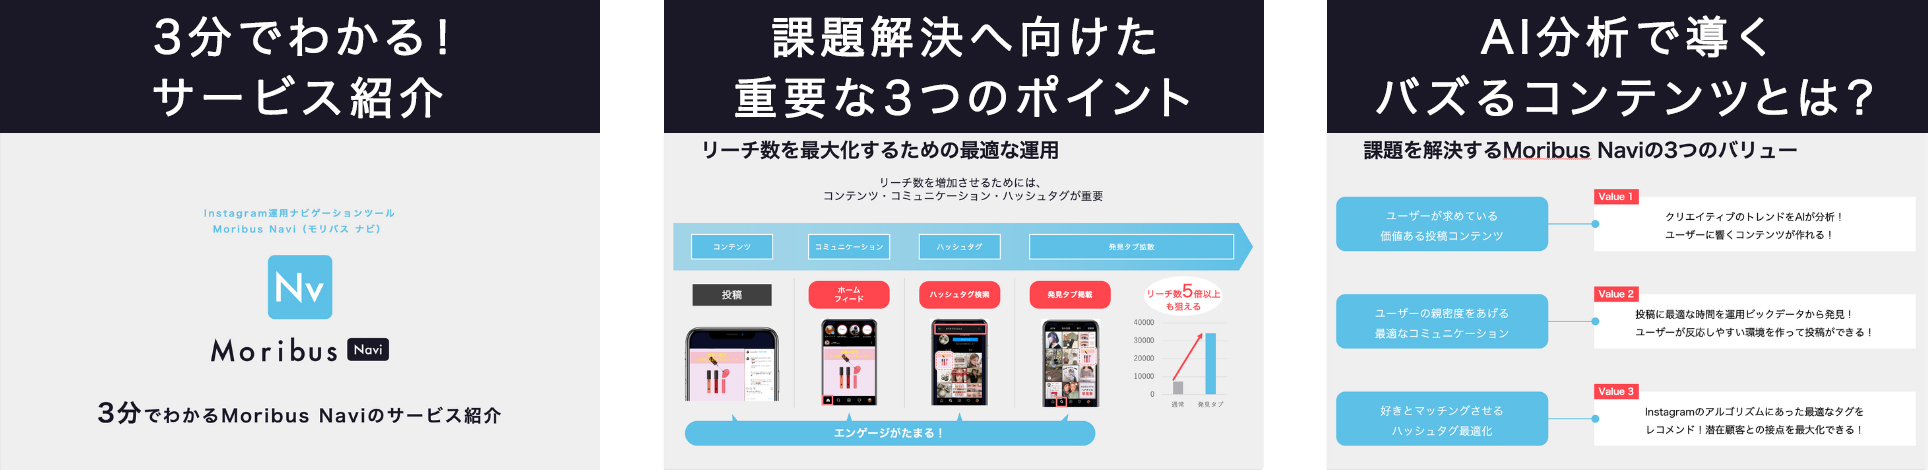 3分でわかる！
サービス紹介
Instagram運用ナビゲーションツール
Moribus Navi（モリバス ナビ）
Nv
Moribus Navi
3分でわかるMoribus Naviのサービス紹介
課題解決へ向けた
重要な3つのポイント
リーチ数を最大化するための最適な運用
リーチ数を増加させるためには、
コンテンツ・コミュニケーション・ハッシュタグが重要
コンテンツ
コミュニケーション
ハッシュタグ
発見タブ拡散
投稿
ホーム
フィード
ハッシュタグ検索
発見タブ掲載
リーチ数5倍以上
も狙える
40000
30000
20000
10000
0
通常
発見タブ
エンゲージがたまる！
AI分析で導く
バズるコンテンツとは？
課題を解決するMoribus Naviの3つのバリュー
ユーザーが求めている
価値ある投稿コンテンツ
Value 1
クリエイティブのトレンドをAIが分析！
ユーザーに響くコンテンツが作れる！
ユーザーの親密度をあげる
最適なコミュニケーション
Value 2
投稿に最適な時間を運用ビックデータから発見！
ユーザーが反応しやすい環境を作って投稿ができる！
好きとマッチングさせる
ハッシュタグ最適化
Value 3
Instagramのアルゴリズムにあった最適なタグを
レコメンド！潜在顧客との接点を最大化できる！